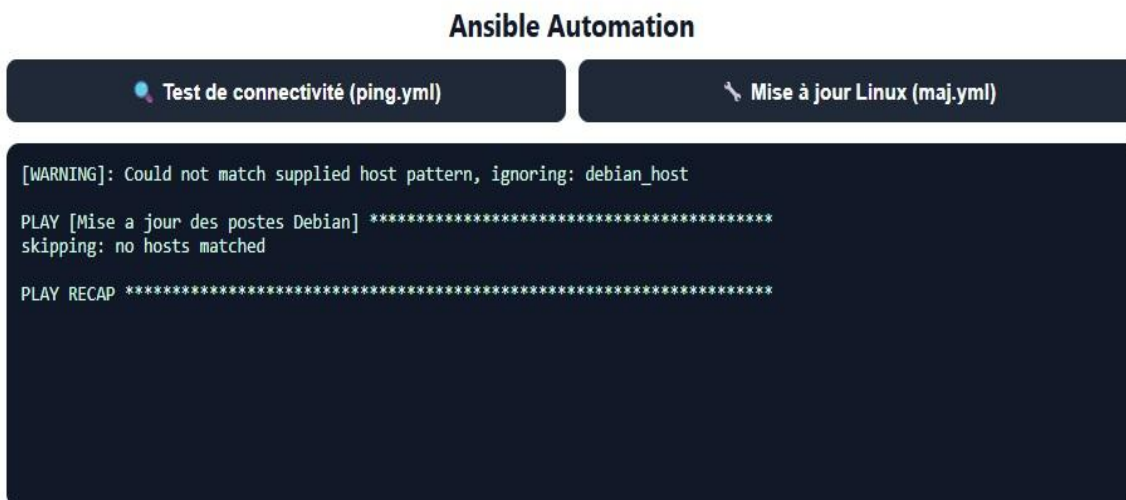 Ansible Automation
🔍 Test de connectivité (ping.yml)
🔧 Mise à jour Linux (maj.yml)
[WARNING]: Could not match supplied host pattern, ignoring: debian_host
PLAY [Mise a jour des postes Debian] *******************************************
skipping: no hosts matched
PLAY RECAP *********************************************************************